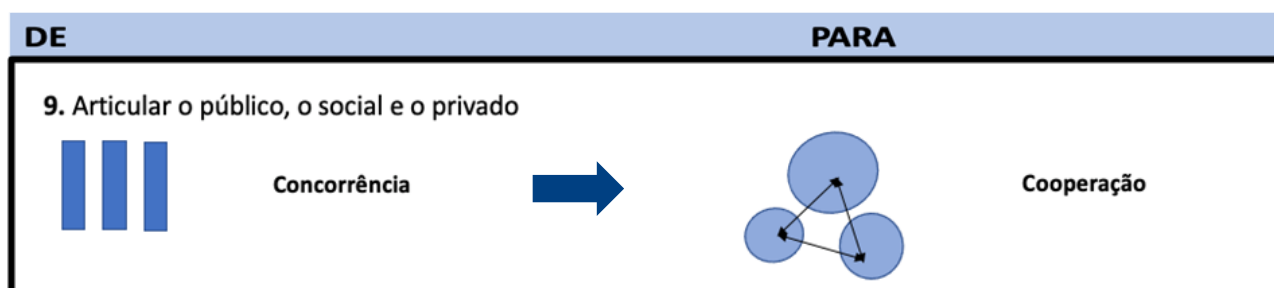 DE PARA
9. Articular o público, o social e o privado
Concorrência Cooperação